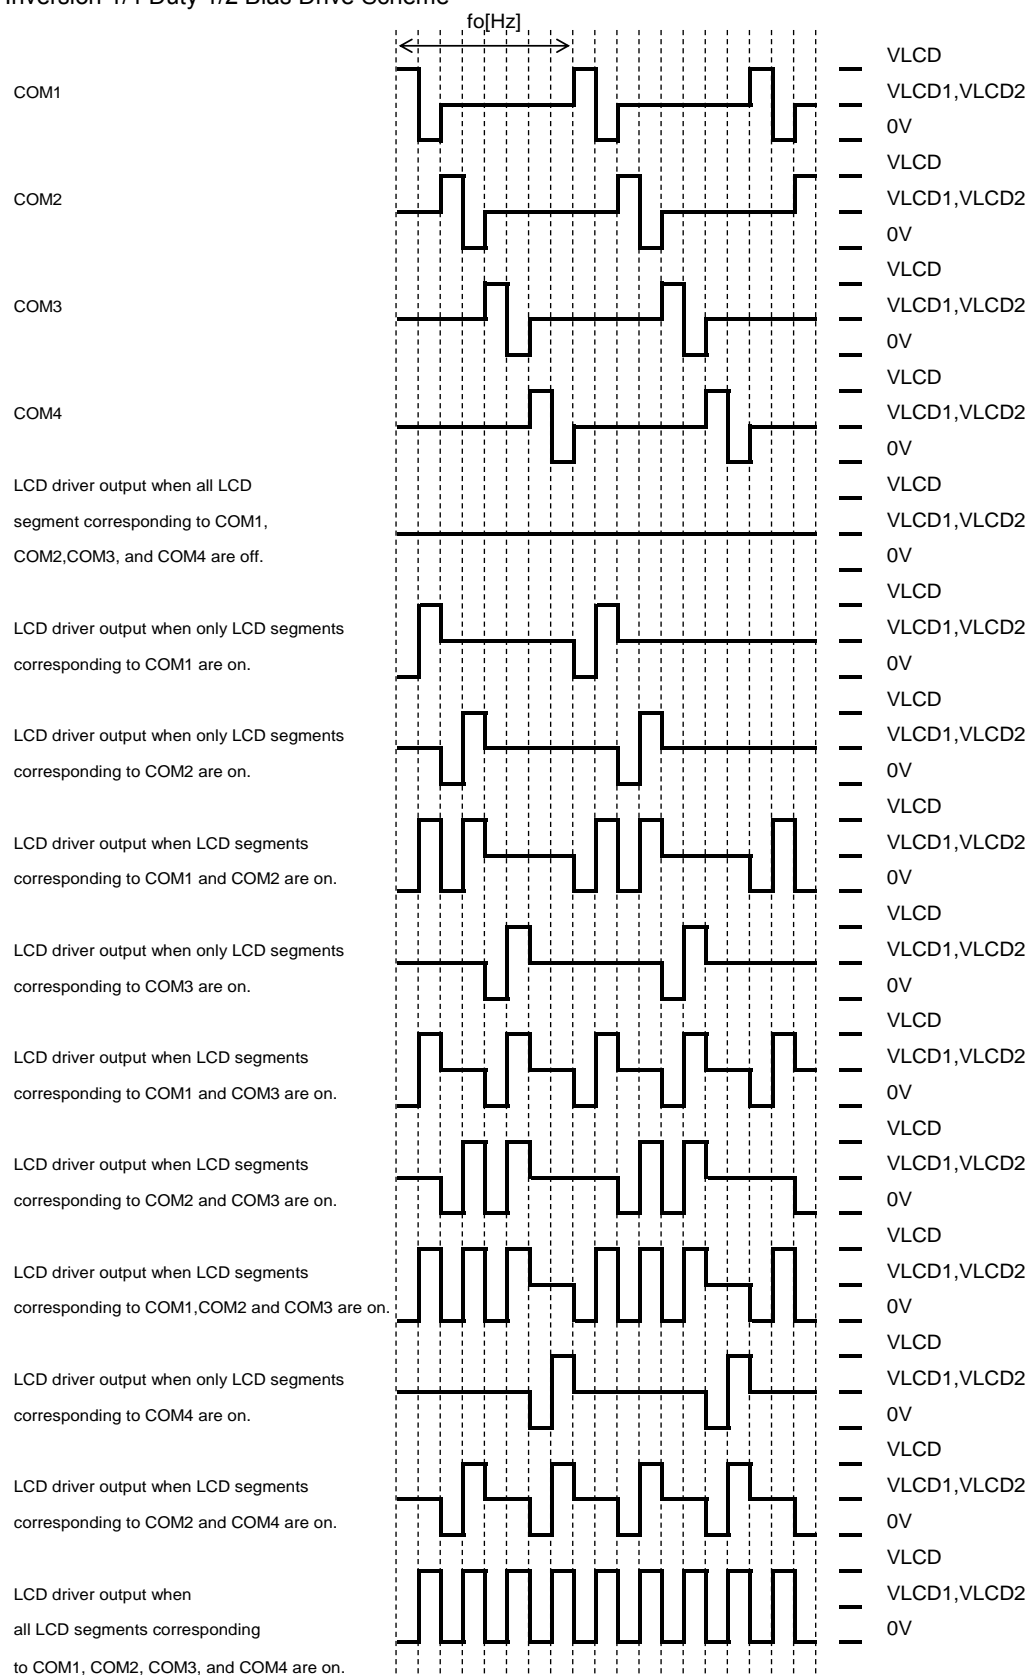 Inversion Duty 1/2 Bias Drive Scheme
fo[Hz]
VLCD
COM1 VLCD1,VLCD2
0V
VLCD
COM2 VLCD1,VLCD2
0V
VLCD
COM3 VLCD1,VLCD2
0V
VLCD
COM4 VLCD1,VLCD2
0V
LCD driver output when all LCD VLCD
segment corresponding to COM1, VLCD1,VLCD2
COM2,COM3, and COM4 are off. 0V
VLCD
LCD driver output when only LCD segments VLCD1,VLCD2
corresponding to COM1 are on. 0V
VLCD
LCD driver output when only LCD segments VLCD1,VLCD2
corresponding to COM2 are on. 0V
VLCD
LCD driver output when LCD segments VLCD1,VLCD2
corresponding to COM1 and COM2 are on. 0V
VLCD
LCD driver output when only LCD segments VLCD1,VLCD2
corresponding to COM3 are on. 0V
VLCD
LCD driver output when LCD segments VLCD1,VLCD2
corresponding to COM1 and COM3 are on. 0V
VLCD
LCD driver output when LCD segments VLCD1,VLCD2
corresponding to COM2 and COM3 are on. 0V
VLCD
LCD driver output when LCD segments VLCD1,VLCD2
corresponding to COM1,COM2 and COM3 are on. 0V
VLCD
LCD driver output when only LCD segments VLCD1,VLCD2
corresponding to COM4 are on. 0V
VLCD
LCD driver output when LCD segments VLCD1,VLCD2
corresponding to COM2 and COM4 are on. 0V
VLCD
LCD driver output when VLCD1,VLCD2
all LCD segments corresponding 0V
to COM1, COM2, COM3, and COM4 are on.